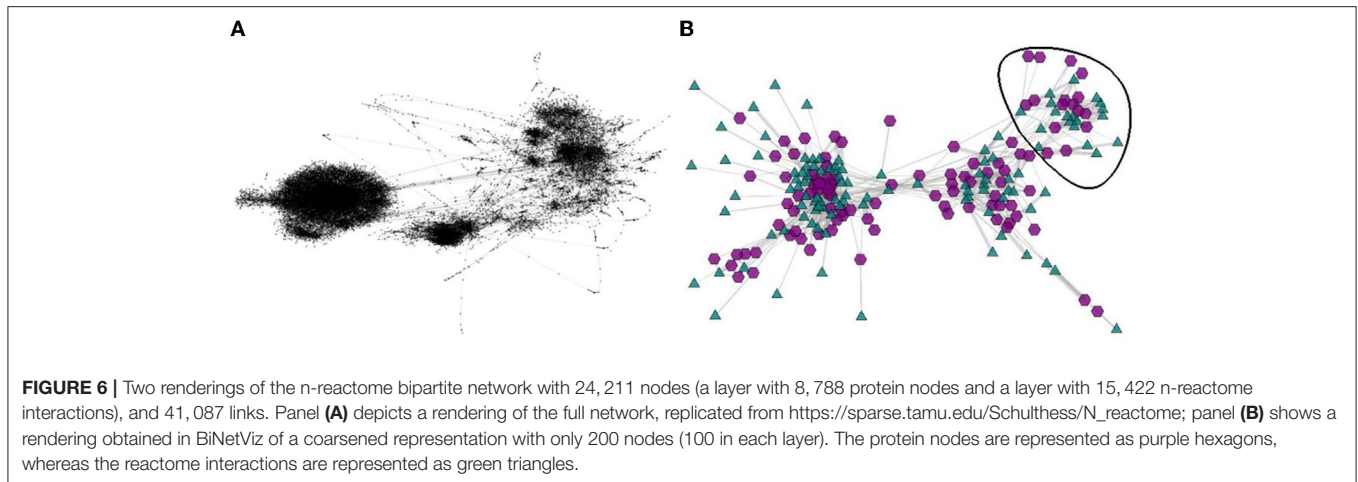 A
B
FIGURE 6 | Two renderings of the n-reactome bipartite network with 24, 211 nodes (a layer with 8, 788 protein nodes and a layer with 15, 422 n-reactome
interactions), and 41, 087 links. Panel (A) depicts a rendering of the full network, replicated from https://sparse.tamu.edu/Schulthess/N_reactome; panel (B) shows a
rendering obtained in BiNetViz of a coarsened representation with only 200 nodes (100 in each layer). The protein nodes are represented as purple hexagons,
whereas the reactome interactions are represented as green triangles.